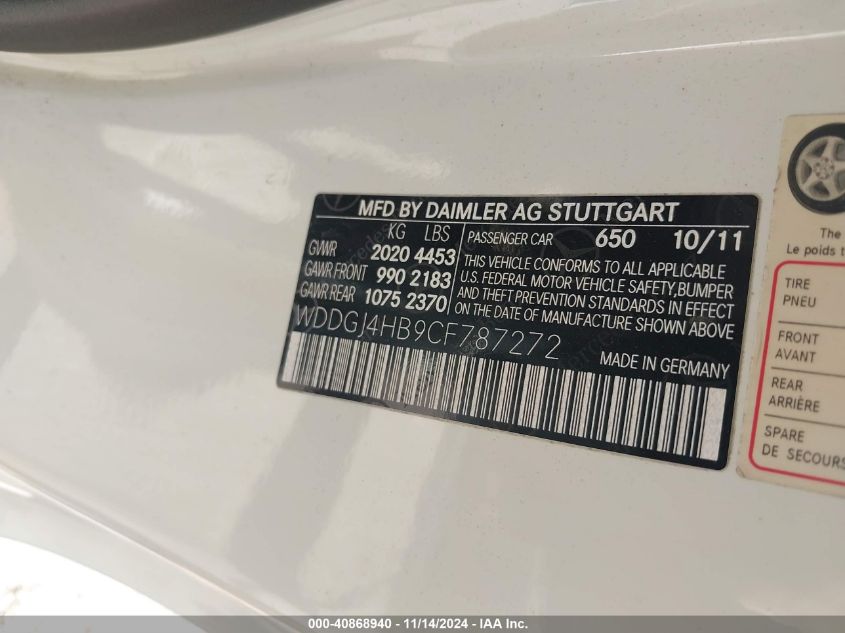 MFD BY DAIMLER AG STUTTGART
KG LBS
GVWR 2020 4453
GAWR FRONT 990 2183
GAWR REAR 1075 2370
PASSENGER CAR 650 10/11
THIS VEHICLE CONFORMS TO ALL APPLICABLE
U.S. FEDERAL MOTOR VEHICLE SAFETY,BUMPER
AND THEFT PREVENTION STANDARDS IN EFFECT
ON THE DATE OF MANUFACTURE SHOWN ABOVE
WDDGJ4HB9CF787272
MADE IN GERMANY
The
Le poids t
TIRE
PNEU
FRONT
AVANT
REAR
ARRIÈRE
SPARE
DE SECOURS
000-40868940 - 11/14/2024 - IAA Inc.